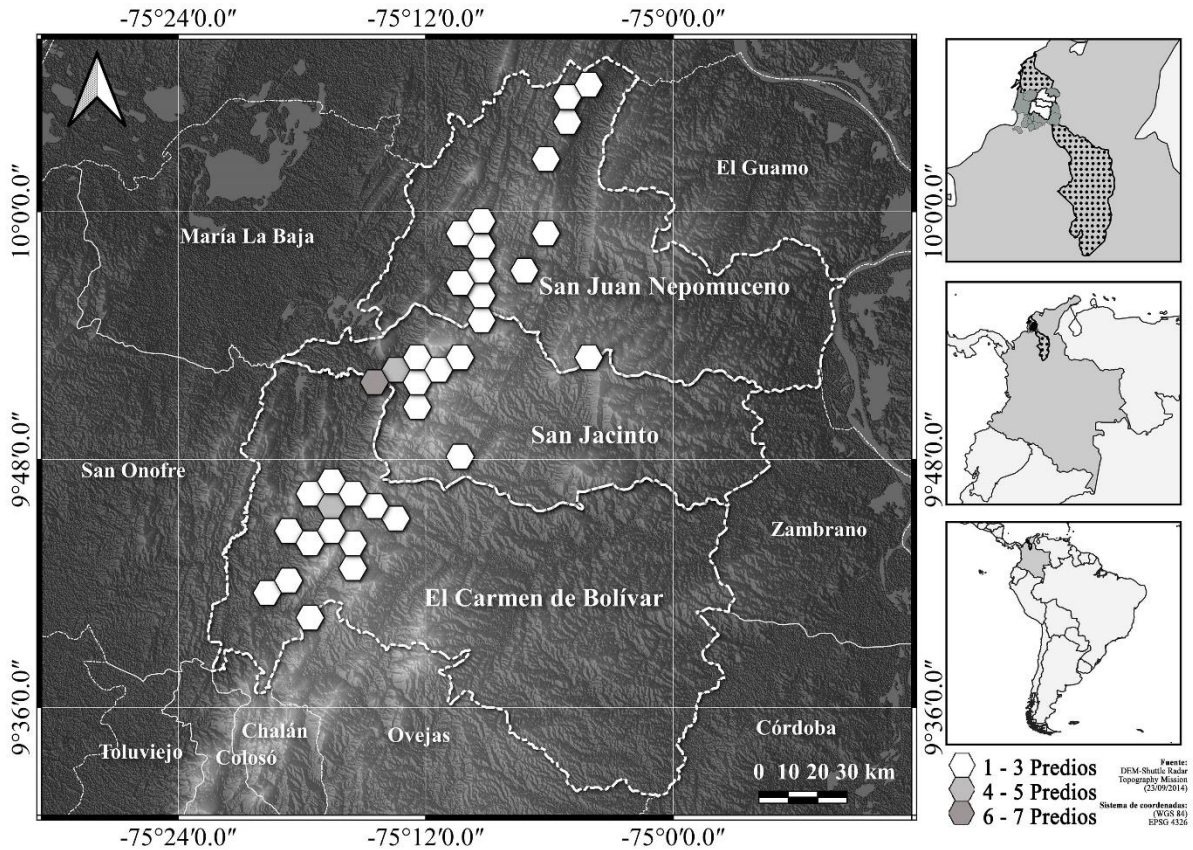 -75°24'0.0"
-75°12'0.0"
-75°0'0.0"
10°0'0.0"
9°48'0.0"
9°36'0.0"
El Guamo
María La Baja
San Juan Nepomuceno
San Jacinto
San Onofre
Zambrano
El Carmen de Bolívar
Córdoba
Chalán
Ovejas
Toluviejo
Colosó
0 10 20 30 km
10°0'0.0"
9°48'0.0"
9°36'0.0"
-75°24'0.0"
-75°12'0.0"
-75°0'0.0"
1 - 3 Predios
4 - 5 Predios
6 - 7 Predios
Fuente:
DEM-Shuttle Radar
Topography Mission
(23/09/2014)
Sistema de coordenadas:
(WGS 84)
EPSG 4326